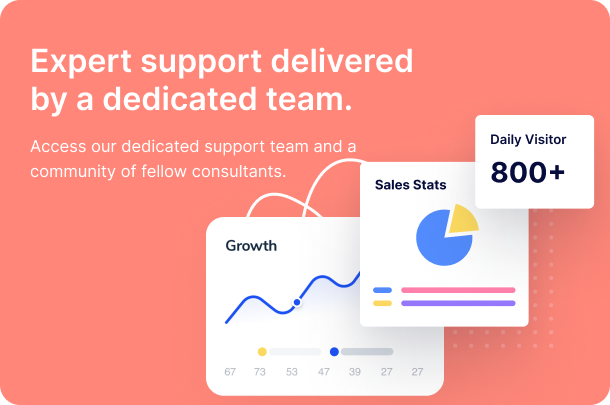 Expert support delivered
by a dedicated team.
Access our dedicated support team and a
community of fellow consultants.
Daily Visitor
800+
Sales Stats
Growth
67 73 53 47 39 27 27